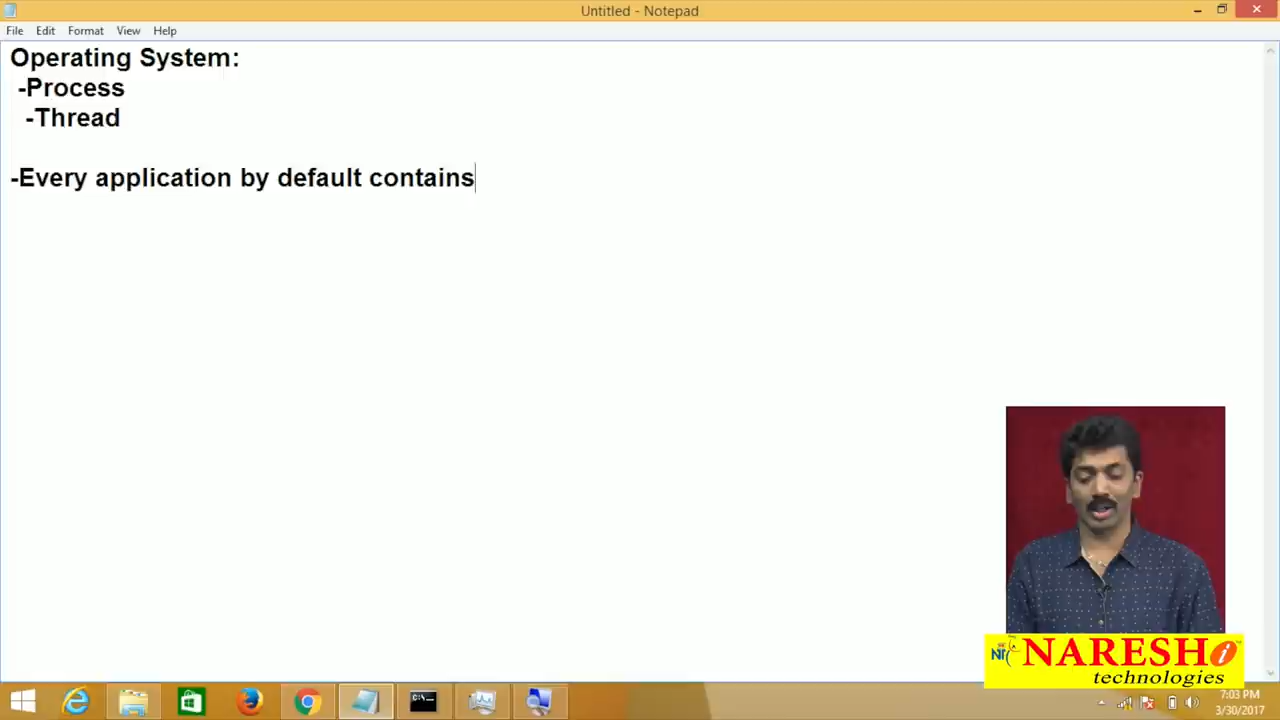 Untitled - Notepad
File Edit Format View Help
Operating System:
-Process
-Thread
-Every application by default contains
NARESH i
technologies
7:03 PM
3/30/2017